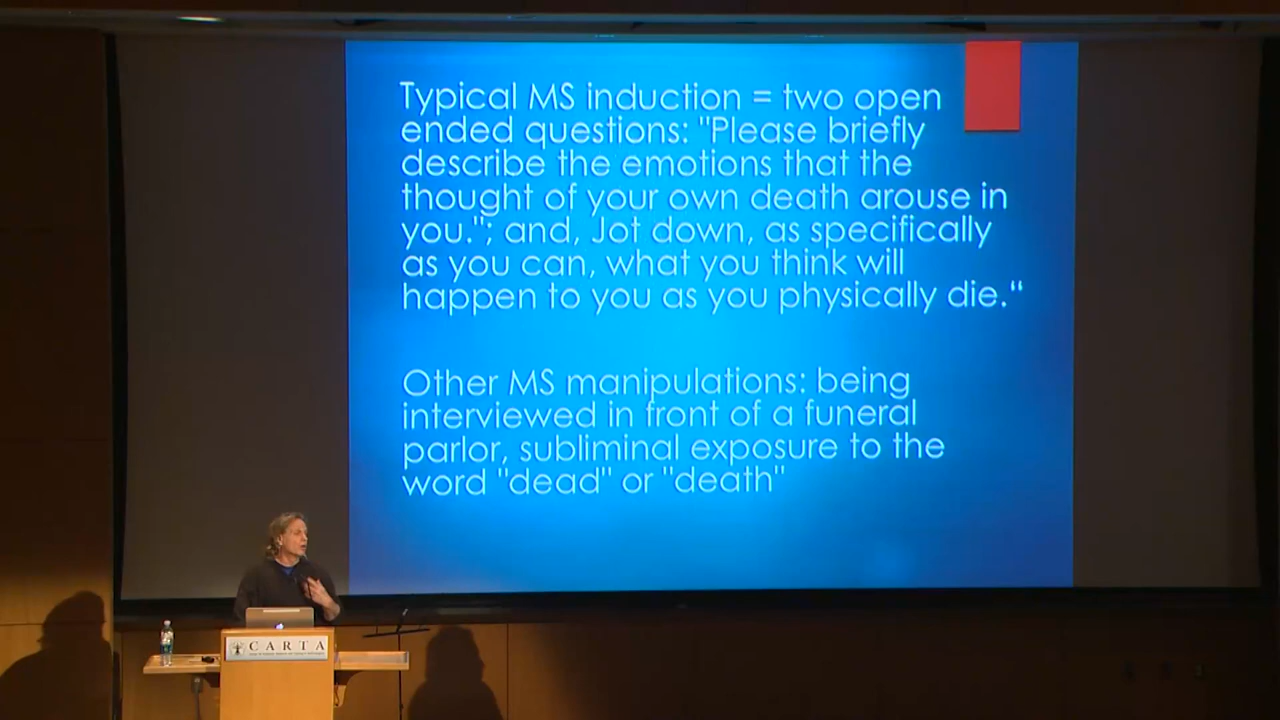 Typical MS induction = two open
ended questions: "Please briefly
describe the emotions that the
thought of your own death arouse in
you."; and, Jot down, as specifically
as you can, what you think will
happen to you as you physically die.“
Other MS manipulations: being
interviewed in front of a funeral
parlor, subliminal exposure to the
word "dead" or "death"
CARTA